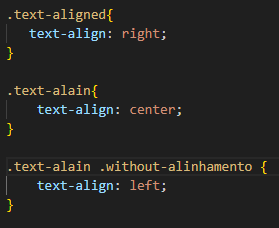 .text-aligned{
text-align: right;
}
.text-alain{
text-align: center;
}
.text-alain .without-alinhamento {
text-align: left;
}